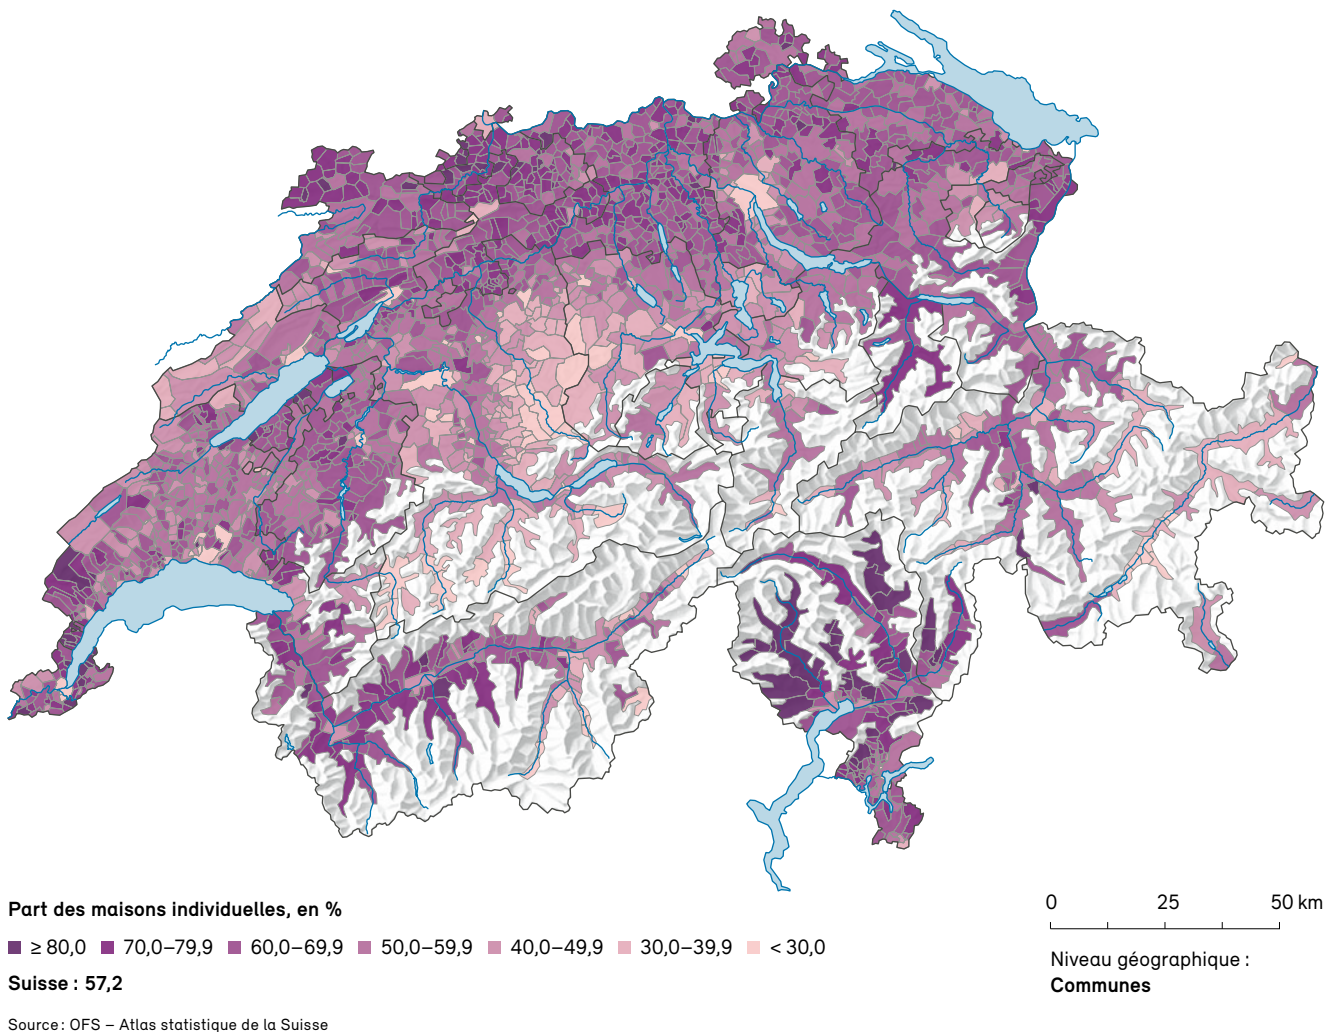 Part des maisons individuelles, en %
≥ 80,0 70,0–79,9 60,0–69,9 50,0–59,9 40,0–49,9 30,0–39,9 < 30,0
Suisse : 57,2
Source : OFS – Atlas statistique de la Suisse
0 25 50 km
Niveau géographique :
Communes